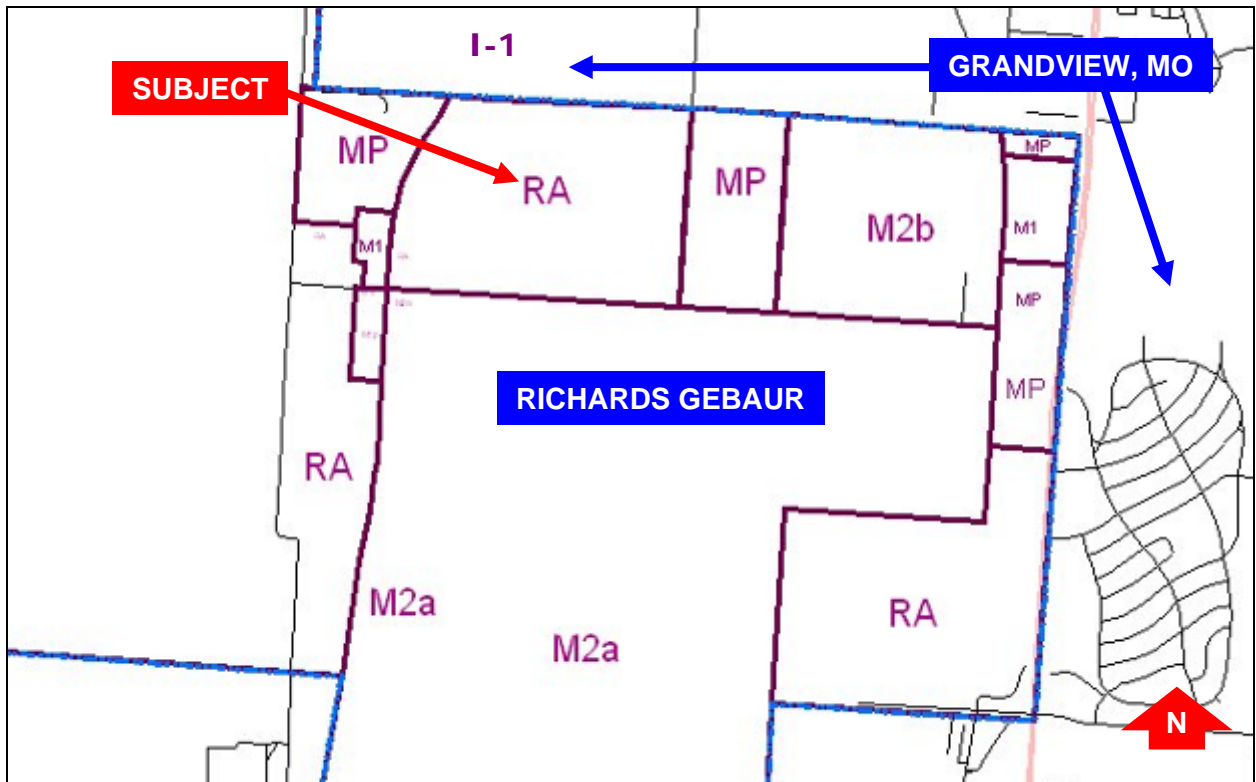 I-1
GRANDVIEW, MO
SUBJECT
MP
MP
RA
MP
M2b
M1
M1
MP
RICHARDS GEBAUR
MP
RA
M2a
RA
M2a
N